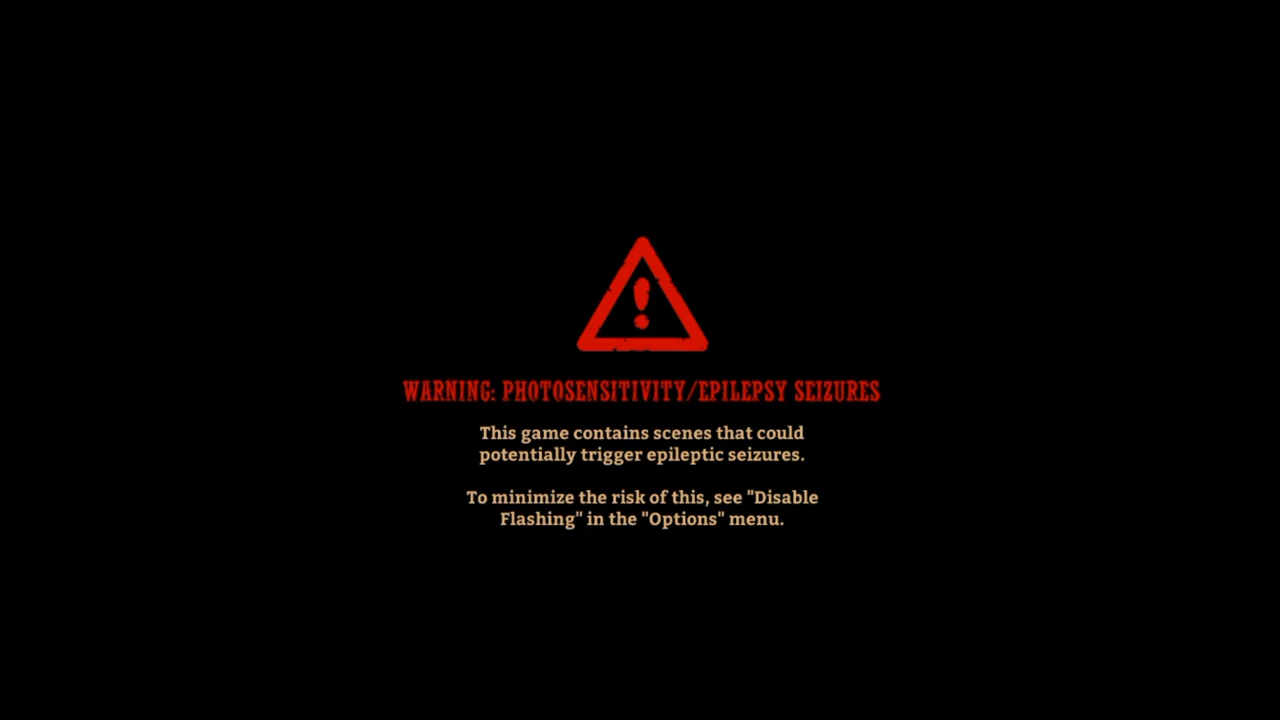 WARNING: PHOTOSENSITIVITY/EPILEPSY SEIZURES
This game contains scenes that could
potentially trigger epileptic seizures.
To minimize the risk of this, see "Disable
Flashing" in the "Options" menu.